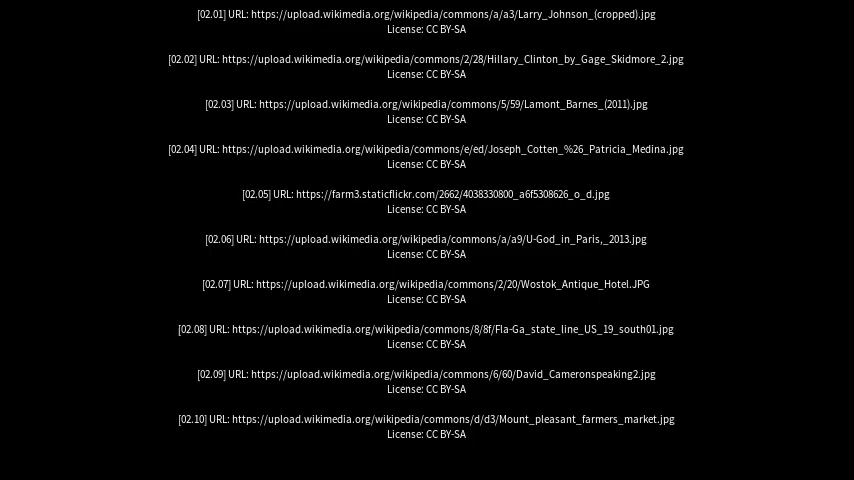 [02.01] URL: https://upload.wikimedia.org/wikipedia/commons/a/a3/Larry_Johnson_(cropped).jpg
License: CC BY-SA
[02.02] URL: https://upload.wikimedia.org/wikipedia/commons/2/28/Hillary_Clinton_by_Gage_Skidmore_2.jpg
License: CC BY-SA
[02.03] URL: https://upload.wikimedia.org/wikipedia/commons/5/59/Lamont_Barnes_(2011).jpg
License: CC BY-SA
[02.04] URL: https://upload.wikimedia.org/wikipedia/commons/e/ed/Joseph_Cotten_%26_Patricia_Medina.jpg
License: CC BY-SA
[02.05] URL: https://farm3.staticflickr.com/2662/4038330800_a6f5308626_o_d.jpg
License: CC BY-SA
[02.06] URL: https://upload.wikimedia.org/wikipedia/commons/a/a9/U-God_in_Paris,_2013.jpg
License: CC BY-SA
[02.07] URL: https://upload.wikimedia.org/wikipedia/commons/2/20/Wostok_Antique_Hotel.JPG
License: CC BY-SA
[02.08] URL: https://upload.wikimedia.org/wikipedia/commons/8/8f/Fla-Ga_state_line_US_19_south01.jpg
License: CC BY-SA
[02.09] URL: https://upload.wikimedia.org/wikipedia/commons/6/60/David_Cameronspeaking2.jpg
License: CC BY-SA
[02.10] URL: https://upload.wikimedia.org/wikipedia/commons/d/d3/Mount_pleasant_farmers_market.jpg
License: CC BY-SA